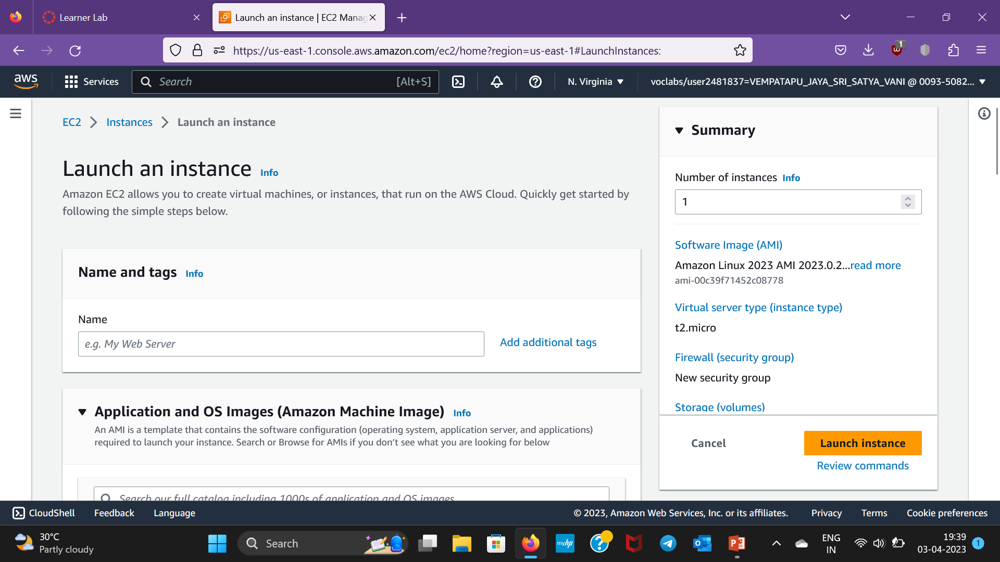 Learner Lab
Launch an instance | EC2 Manag
https://us-east-1.console.aws.amazon.com/ec2/home?region=us-east-1#LaunchInstances:
1
aws
Services
Search
[Alt+S]
N. Virginia
voclabs/user2481837=VEMPATAPU_JAYA_SRI_SATYA_VANI @ 0093-5082...
EC2
Instances
Launch an instance
Launch an instance Info
Amazon EC2 allows you to create virtual machines, or instances, that run on the AWS Cloud. Quickly get started by
following the simple steps below.
Name and tags Info
Name
e.g. My Web Server
Add additional tags
Application and OS Images (Amazon Machine Image) Info
An AMI is a template that contains the software configuration (operating system, application server, and applications)
required to launch your instance. Search or Browse for AMIs if you don’t see what you are looking for below
Search our full catalog including 1000s of application and OS images
Summary
Number of instances Info
1
Software Image (AMI)
Amazon Linux 2023 AMI 2023.0.2...read more
ami-00c39f71452c08778
Virtual server type (instance type)
t2.micro
Firewall (security group)
New security group
Storage (volumes)
Cancel
Launch instance
Review commands
CloudShell
Feedback
Language
© 2023, Amazon Web Services, Inc. or its affiliates.
Privacy
Terms
Cookie preferences
30°C
Partly cloudy
Search
myhp
ENG
IN
19:39
03-04-2023
1